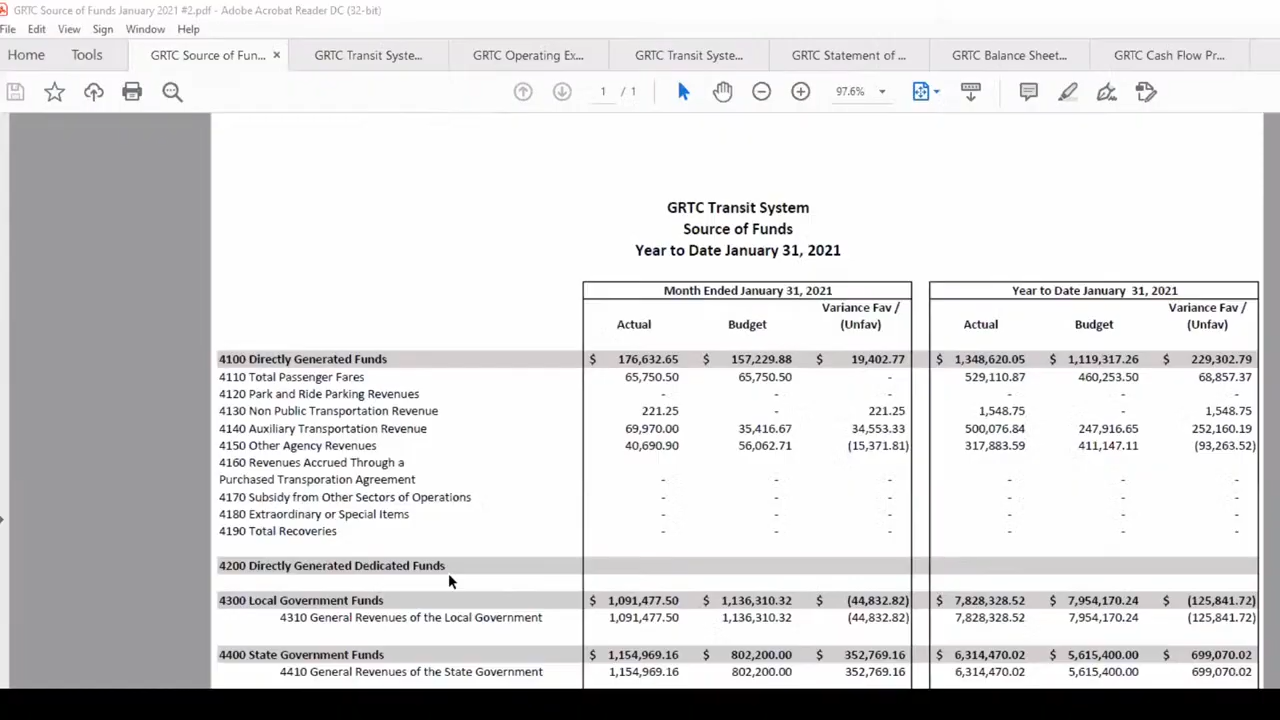 GRTC Source of Funds January 2021 #2.pdf - Adobe Acrobat Reader DC (32-bit)
File Edit View Sign Window Help
Home Tools GRTC Source of Fun... × GRTC Transit Syste... GRTC Operating Ex... GRTC Transit Syste... GRTC Statement of ... GRTC Balance Sheet... GRTC Cash Flow Pr...
1 / 1 97.6%
GRTC Transit System
Source of Funds
Year to Date January 31, 2021
Month Ended January 31, 2021 Year to Date January 31, 2021
Variance Fav / Variance Fav /
Actual Budget (Unfav) Actual Budget (Unfav)
4100 Directly Generated Funds $ 176,632.65 $ 157,229.88 $ 19,402.77 $ 1,348,620.05 $ 1,119,317.26 $ 229,302.79
4110 Total Passenger Fares 65,750.50 65,750.50 - 529,110.87 460,253.50 68,857.37
4120 Park and Ride Parking Revenues - - - - - -
4130 Non Public Transportation Revenue 221.25 - 221.25 1,548.75 - 1,548.75
4140 Auxiliary Transportation Revenue 69,970.00 35,416.67 34,553.33 500,076.84 247,916.65 252,160.19
4150 Other Agency Revenues 40,690.90 56,062.71 (15,371.81) 317,883.59 411,147.11 (93,263.52)
4160 Revenues Accrued Through a
Purchased Transporation Agreement - - - - - -
4170 Subsidy from Other Sectors of Operations - - - - - -
4180 Extraordinary or Special Items - - - - - -
4190 Total Recoveries - - - - - -
4200 Directly Generated Dedicated Funds
4300 Local Government Funds $ 1,091,477.50 $ 1,136,310.32 $ (44,832.82) $ 7,828,328.52 $ 7,954,170.24 $ (125,841.72)
4310 General Revenues of the Local Government 1,091,477.50 1,136,310.32 (44,832.82) 7,828,328.52 7,954,170.24 (125,841.72)
4400 State Government Funds $ 1,154,969.16 $ 802,200.00 $ 352,769.16 $ 6,314,470.02 $ 5,615,400.00 $ 699,070.02
4410 General Revenues of the State Government 1,154,969.16 802,200.00 352,769.16 6,314,470.02 5,615,400.00 699,070.02